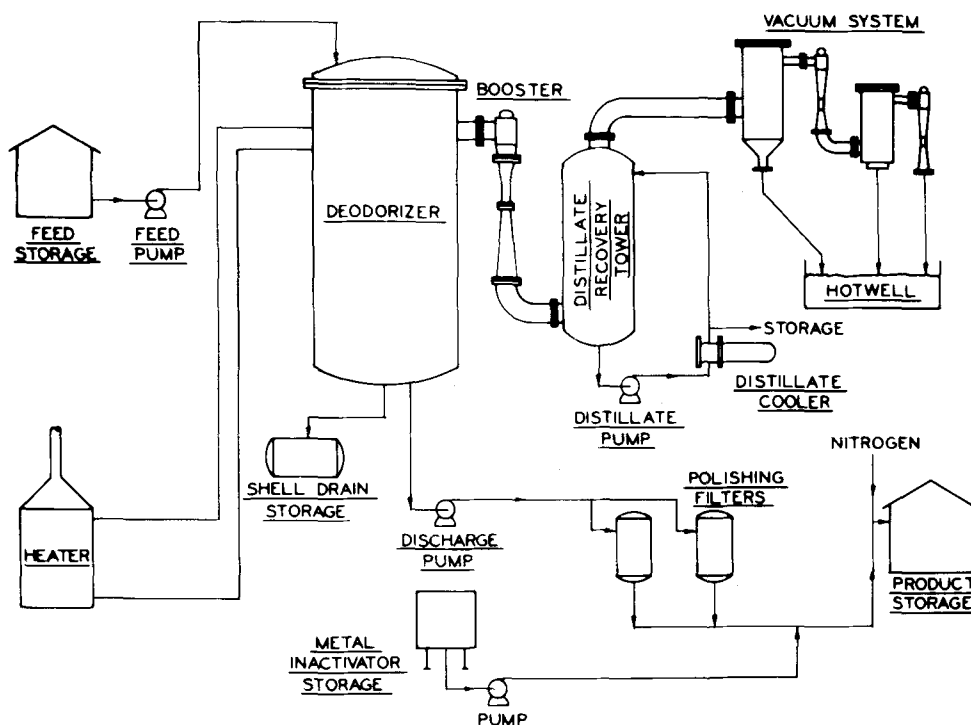 VACUUM SYSTEM
BOOSTER
DEODORIZER
FEED
STORAGE
FEED
PUMP
DISTILLATE
RECOVERY
TOWER
HOTWELL
STORAGE
DISTILLATE
COOLER
DISTILLATE
PUMP
NITROGEN
SHELL DRAIN
STORAGE
POLISHING
FILTERS
HEATER
DISCHARGE
PUMP
PRODUCT
STORAGE
METAL
INACTIVATOR
STORAGE
PUMP